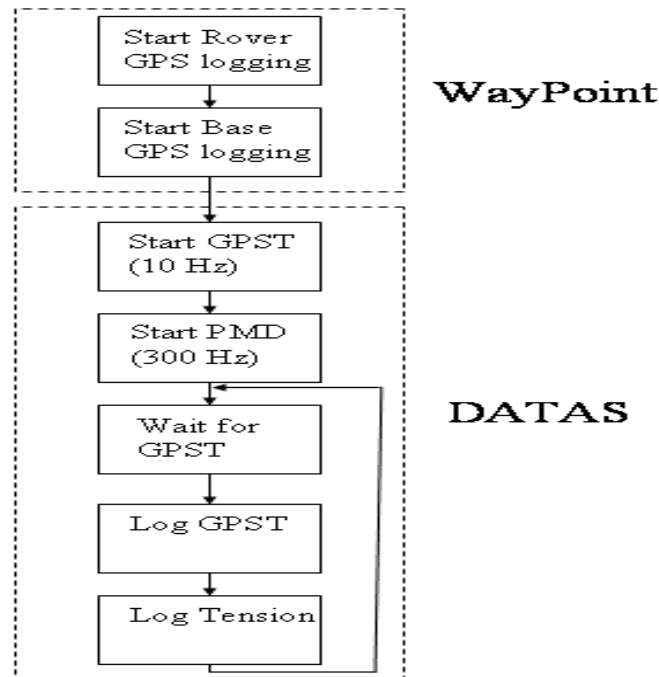 Start Rover
GPS logging
WayPoint
Start Base
GPS logging
Start GPST
(10 Hz)
Start PMD
(300 Hz)
DATAS
Wait for
GPST
Log GPST
Log Tension